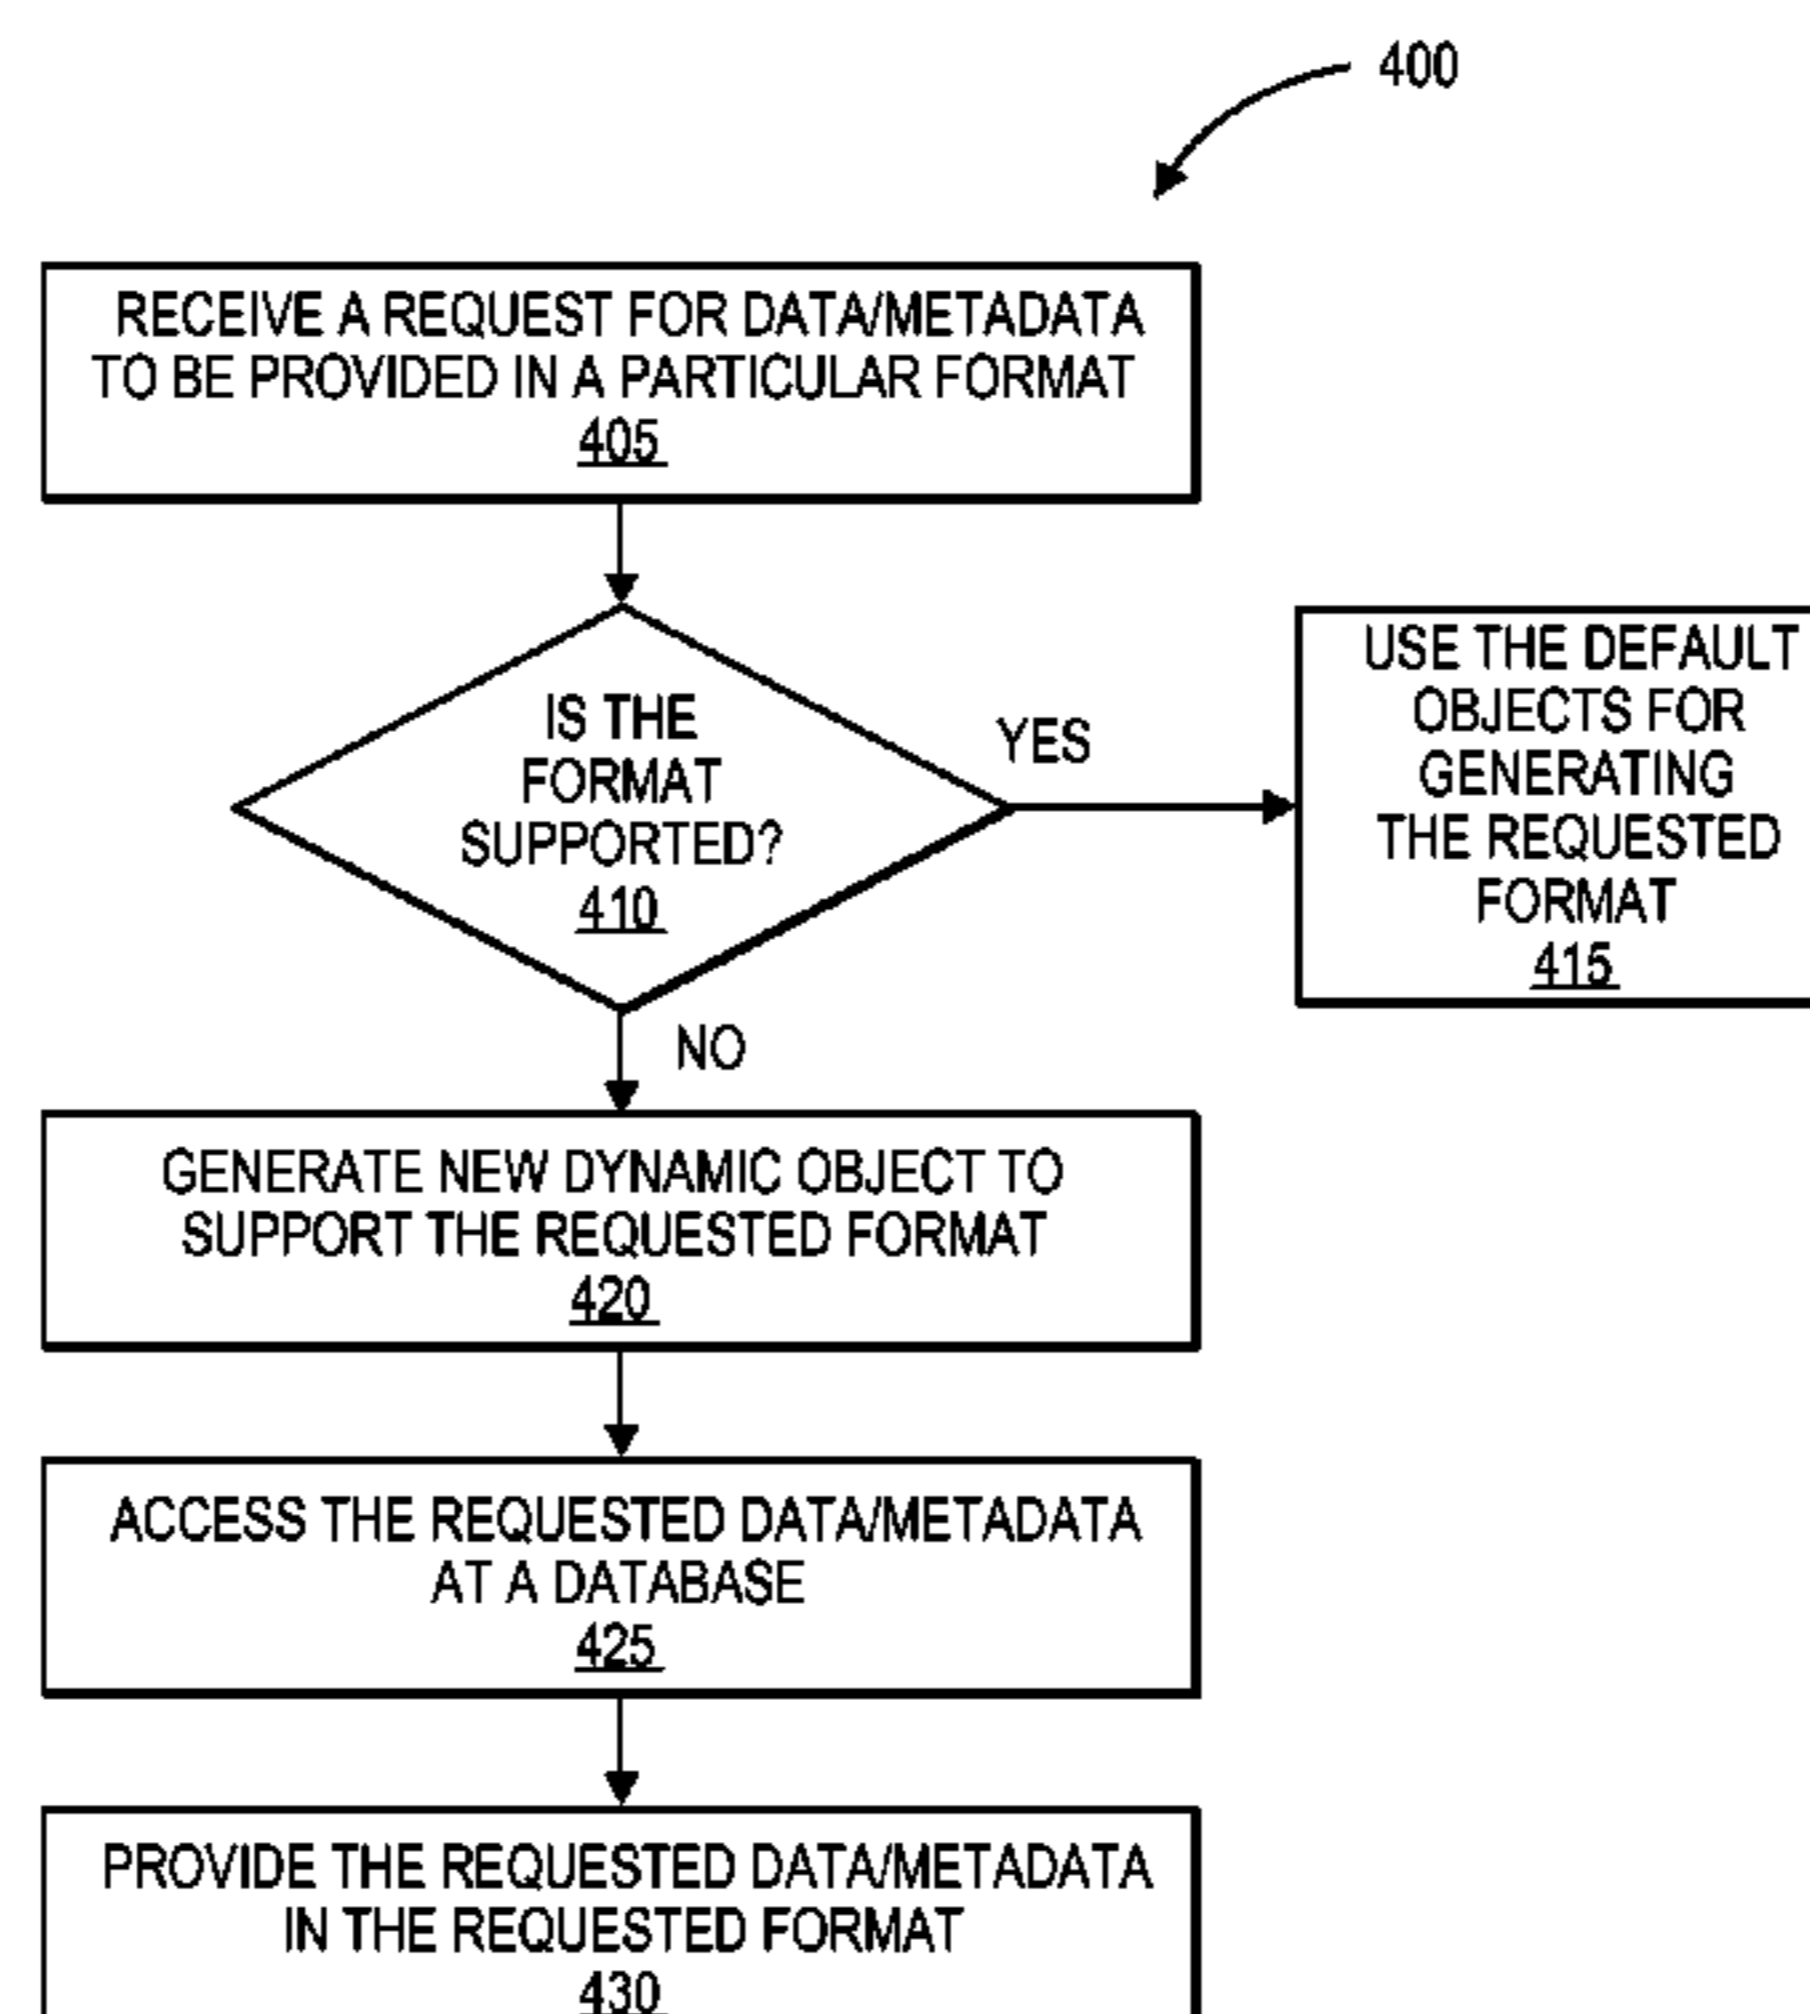 400
RECEIVE A REQUEST FOR DATA/METADATA
TO BE PROVIDED IN A PARTICULAR FORMAT
405
IS THE
FORMAT
SUPPORTED?
410
YES
USE THE DEFAULT
OBJECTS FOR
GENERATING
THE REQUESTED
FORMAT
415
NO
GENERATE NEW DYNAMIC OBJECT TO
SUPPORT THE REQUESTED FORMAT
420
ACCESS THE REQUESTED DATA/METADATA
AT A DATABASE
425
PROVIDE THE REQUESTED DATA/METADATA
IN THE REQUESTED FORMAT
430